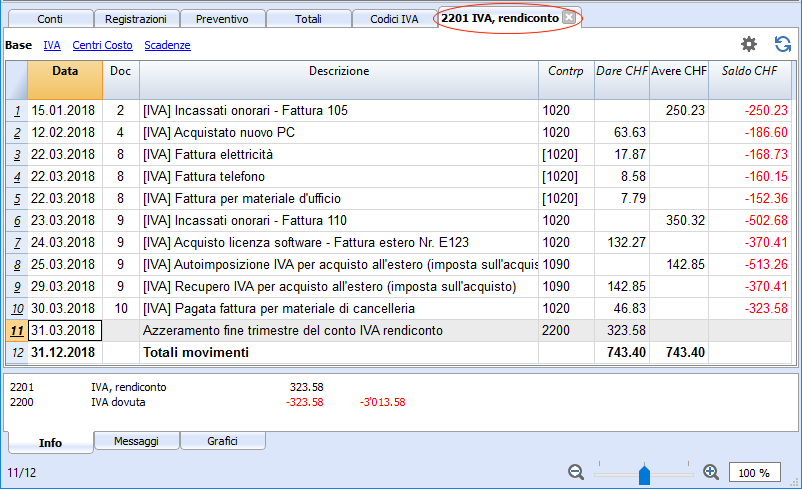 Conti Registrazioni Preventivo Totali Codici IVA 2201 IVA, rendiconto
Base IVA Centri Costo Scadenze
Data Doc Descrizione Contrp Dare CHF Avere CHF Saldo CHF
1 15.01.2018 2 [IVA] Incassati onorari - Fattura 105 1020 250.23 -250.23
2 12.02.2018 4 [IVA] Acquistato nuovo PC 1020 63.63 -186.60
3 22.03.2018 8 [IVA] Fattura elettricità [1020] 17.87 -168.73
4 22.03.2018 8 [IVA] Fattura telefono [1020] 8.58 -160.15
5 22.03.2018 8 [IVA] Fattura per materiale d'ufficio [1020] 7.79 -152.36
6 23.03.2018 9 [IVA] Incassati onorari - Fattura 110 1020 350.32 -502.68
7 24.03.2018 9 [IVA] Acquisto licenza software - Fattura estero Nr. E123 1020 132.27 -370.41
8 25.03.2018 9 [IVA] Autoimposizione IVA per acquisto all'estero (imposta sull'acquis 1090 142.85 -513.26
9 29.03.2018 9 [IVA] Recupero IVA per acquisto all'estero (imposta sull'acquisto) 1090 142.85 -370.41
10 30.03.2018 10 [IVA] Pagata fattura per materiale di cancelleria 1020 46.83 -323.58
11 31.03.2018 Azzeramento fine trimestre del conto IVA rendiconto 2200 323.58
12 31.12.2018 Totali movimenti 743.40 743.40
2201 IVA, rendiconto 323.58
2200 IVA dovuta -323.58 -3'013.58
Info Messaggi Grafici
11/12 100 %